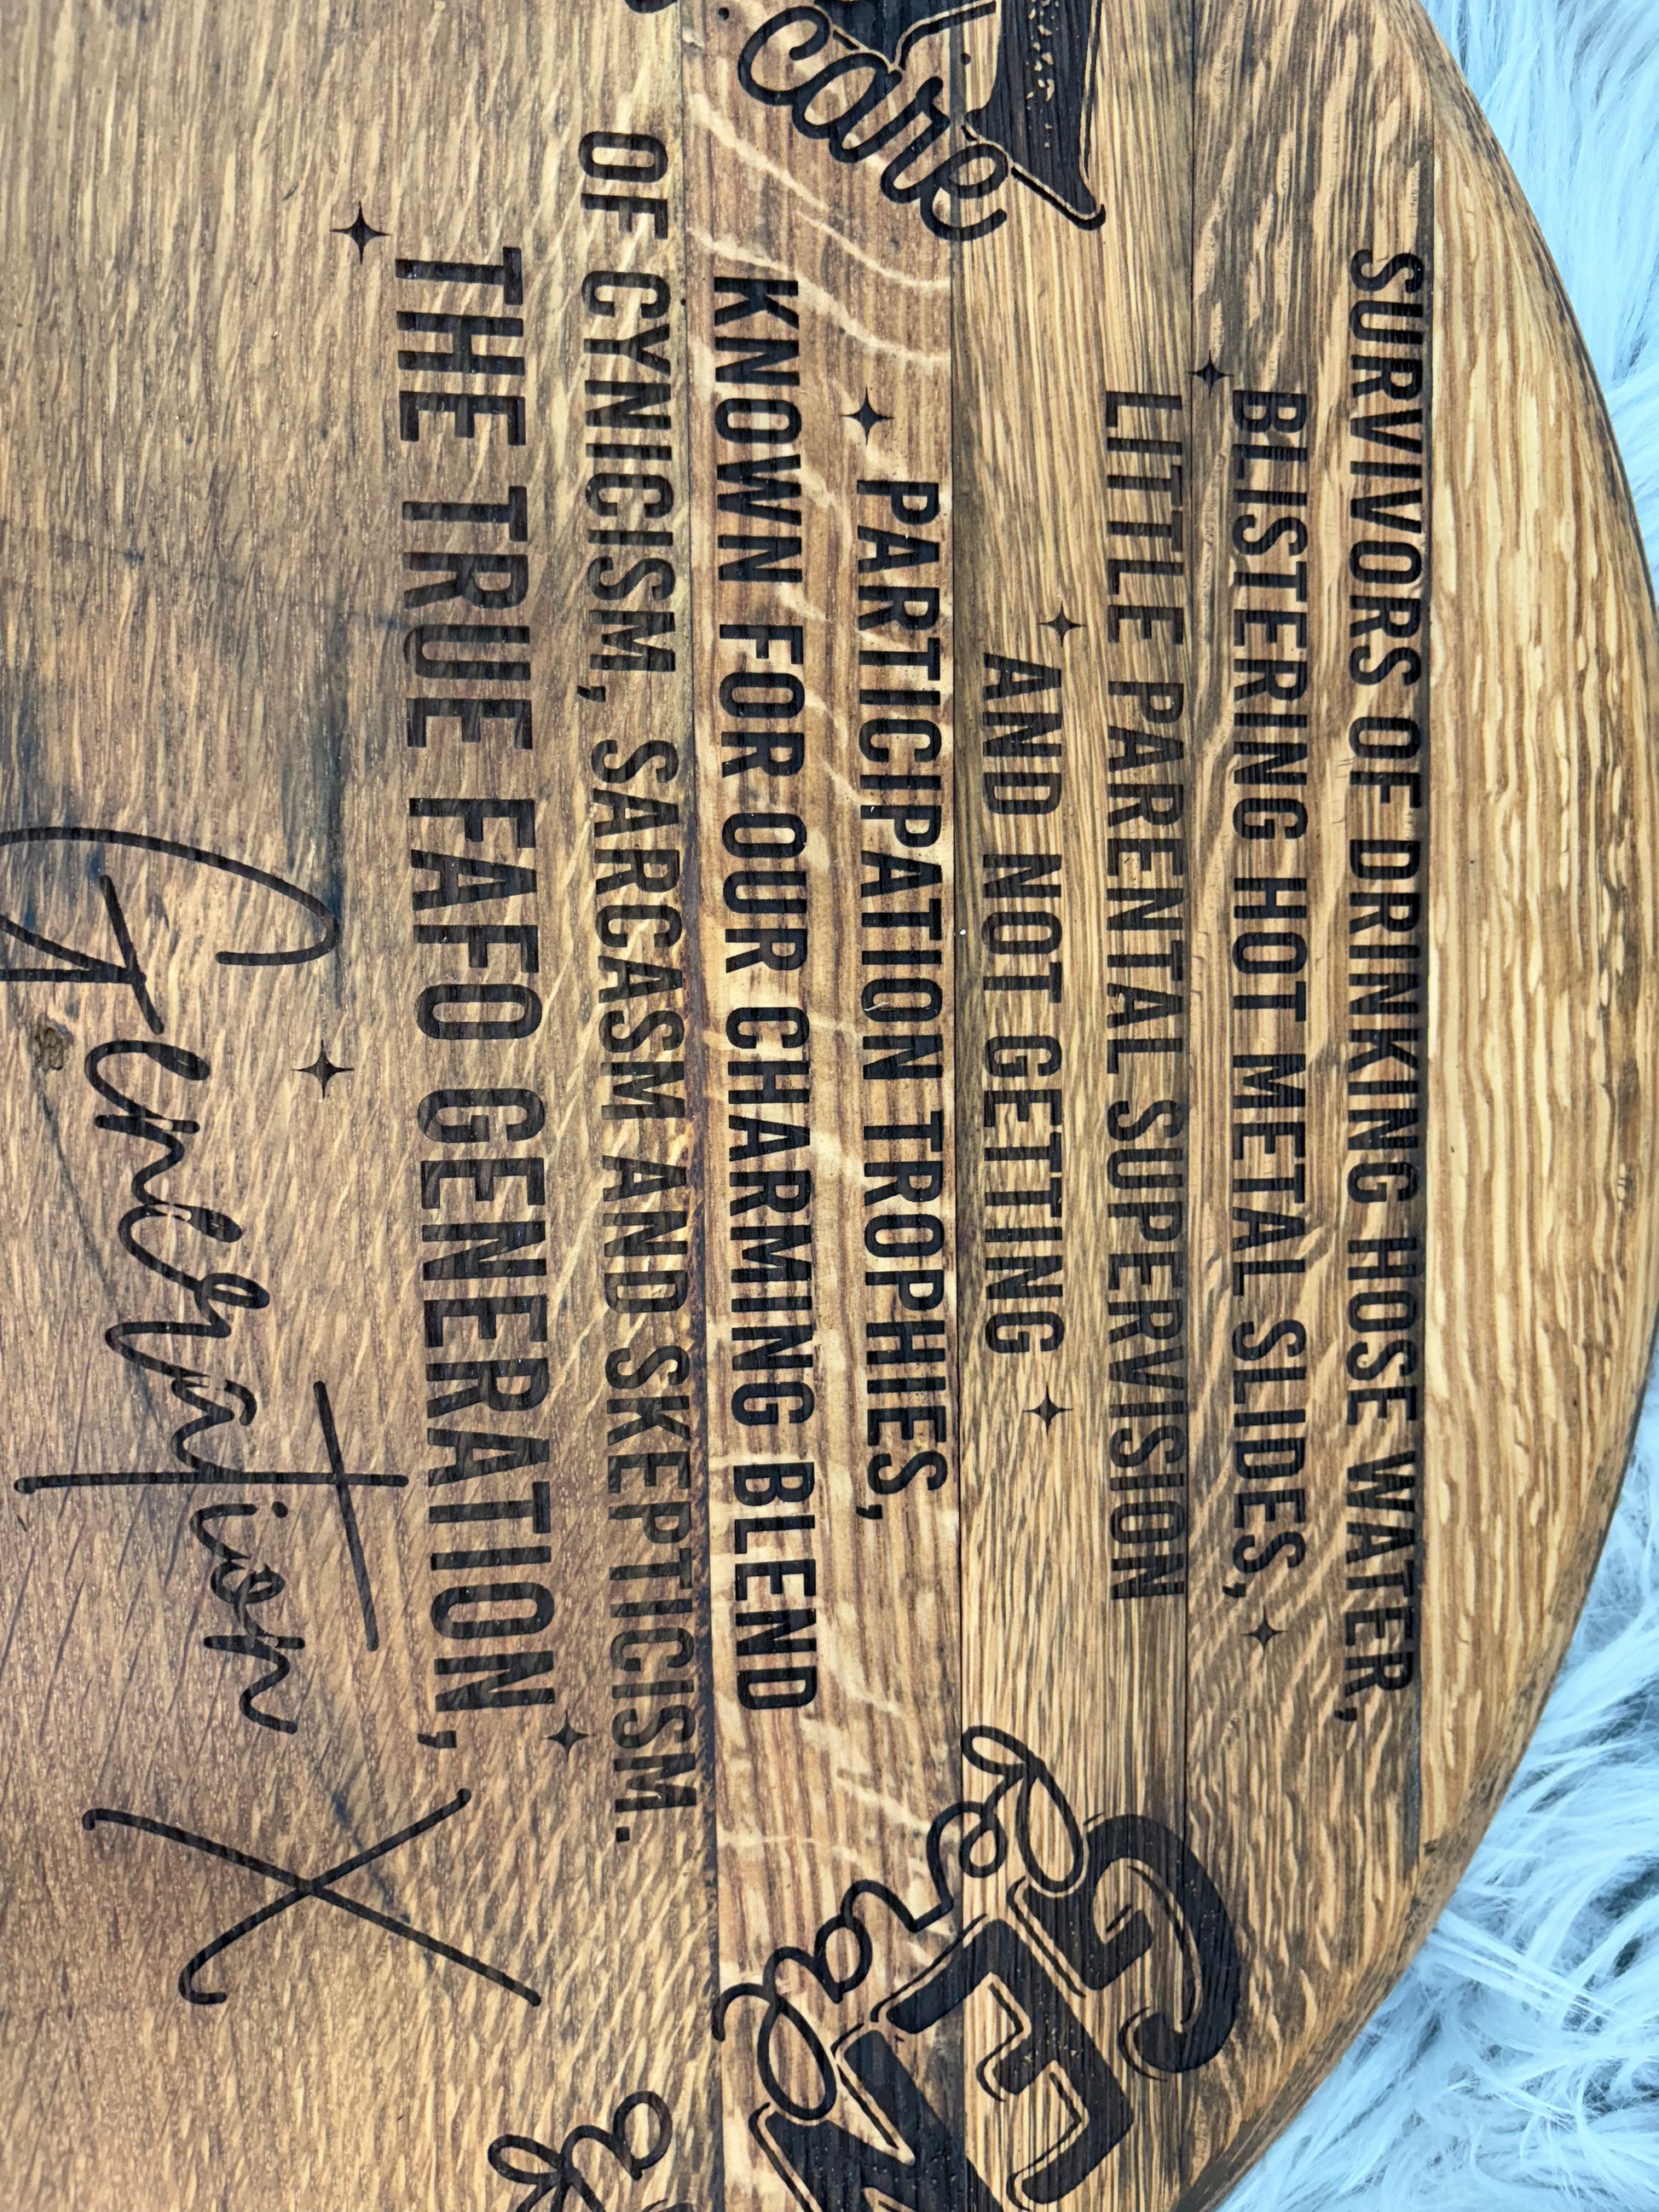 SURVIVORS OF DRINKING HOSE WATER,
BLISTERING HOT METAL SLIDES,
LITTLE PARENTAL SUPERVISION
AND NOT GETTING
PARTICIPATION TROPHIES,
KNOWN FOR OUR CHARMING BLEND
OF CYNICISM, SARCASM AND SKEPTICISM.
THE TRUE FAFO GENERATION,
Generation X
care
GEN